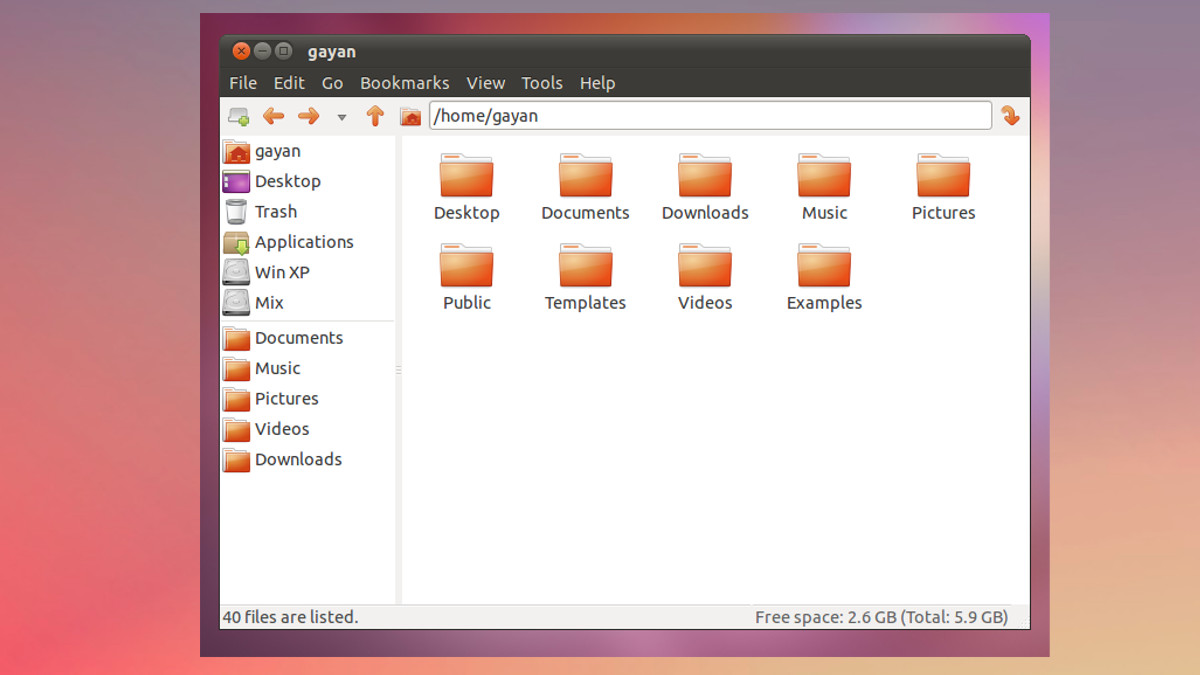 gayan
File Edit Go Bookmarks View Tools Help
/home/gayan
gayan
Desktop
Trash
Applications
Win XP
Mix
Documents
Music
Pictures
Videos
Downloads
Desktop Documents Downloads Music Pictures
Public Templates Videos Examples
40 files are listed. Free space: 2.6 GB (Total: 5.9 GB)